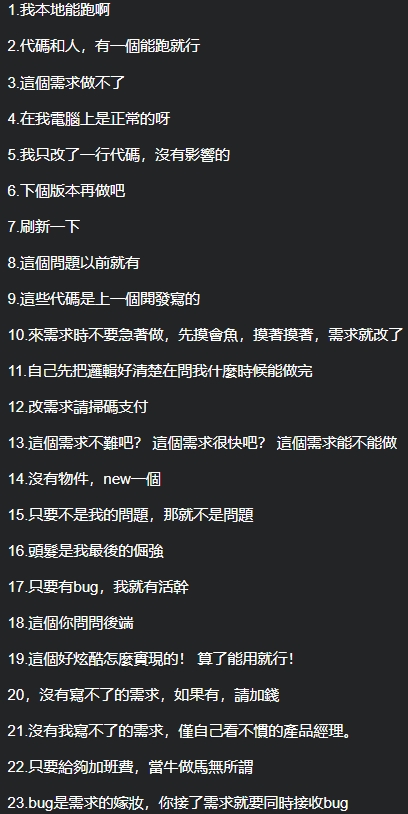 1.我本地能跑啊
2.代碼和人，有一個能跑就行
3.這個需求做不了
4.在我電腦上是正常的呀
5.我只改了一行代碼，沒有影響的
6.下個版本再做吧
7.刷新一下
8.這個問題以前就有
9.這些代碼是上一個開發寫的
10.來需求時不要急著做，先摸會魚，摸著摸著，需求就改了
11.自己先把邏輯好清楚在問我什麼時候能做完
12.改需求請掃碼支付
13.這個需求不難吧？ 這個需求很快吧？ 這個需求能不能做
14.沒有物件，new一個
15.只要不是我的問題，那就不是問題
16.頭髮是我最後的倔強
17.只要有bug，我就有活幹
18.這個你問問後端
19.這個好炫酷怎麼實現的！ 算了能用就行！
20，沒有寫不了的需求，如果有，請加錢
21.沒有我寫不了的需求，僅自己看不慣的產品經理。
22.只要給夠加班費，當牛做馬無所謂
23.bug是需求的嫁妝，你接了需求就要同時接收bug